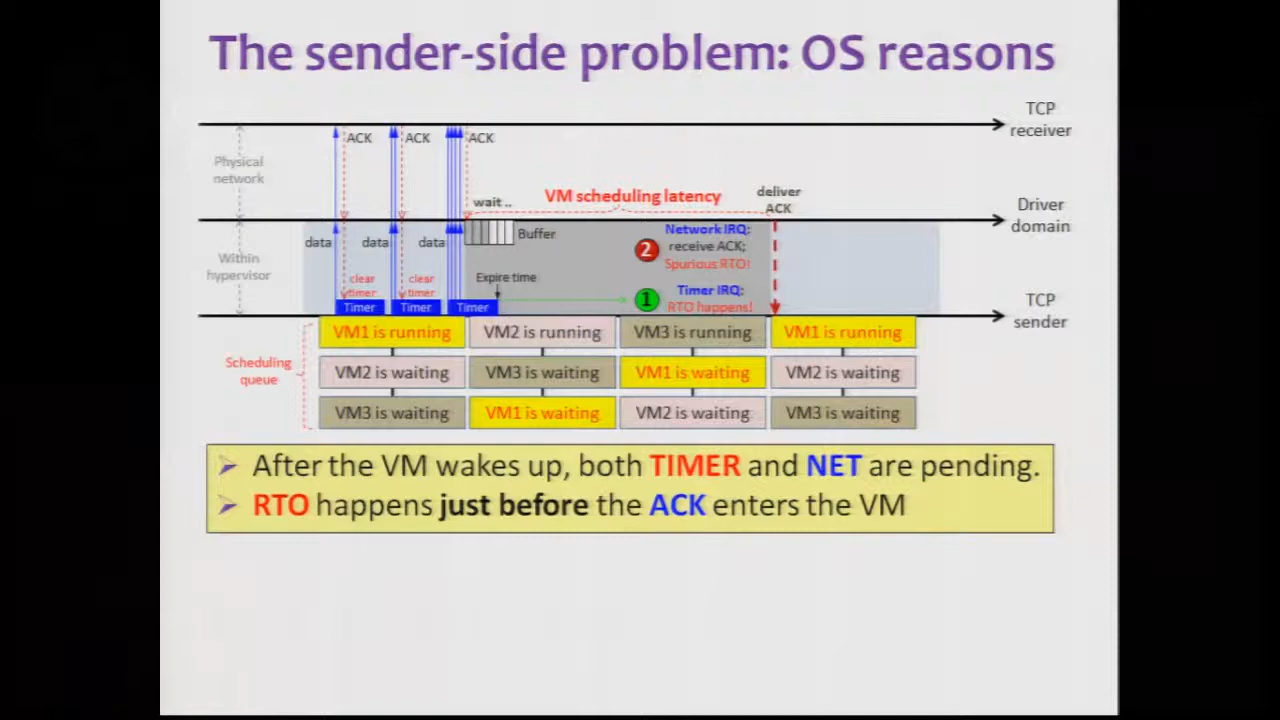 The sender-side problem: OS reasons
TCP
receiver
ACK
ACK
ACK
Physical
network
wait ..
VM scheduling latency
deliver
ACK
Driver
domain
data
data
data
Buffer
2
Network IRQ:
receive ACK;
Spurious RTO!
Within
hypervisor
clear
timer
clear
timer
Expire time
1
Timer IRQ:
RTO happens!
Timer
Timer
Timer
TCP
sender
Scheduling
queue
VM1 is running
VM2 is running
VM3 is running
VM1 is running
VM2 is waiting
VM3 is waiting
VM1 is waiting
VM2 is waiting
VM3 is waiting
VM1 is waiting
VM2 is waiting
VM3 is waiting
➢ After the VM wakes up, both TIMER and NET are pending.
➢ RTO happens just before the ACK enters the VM